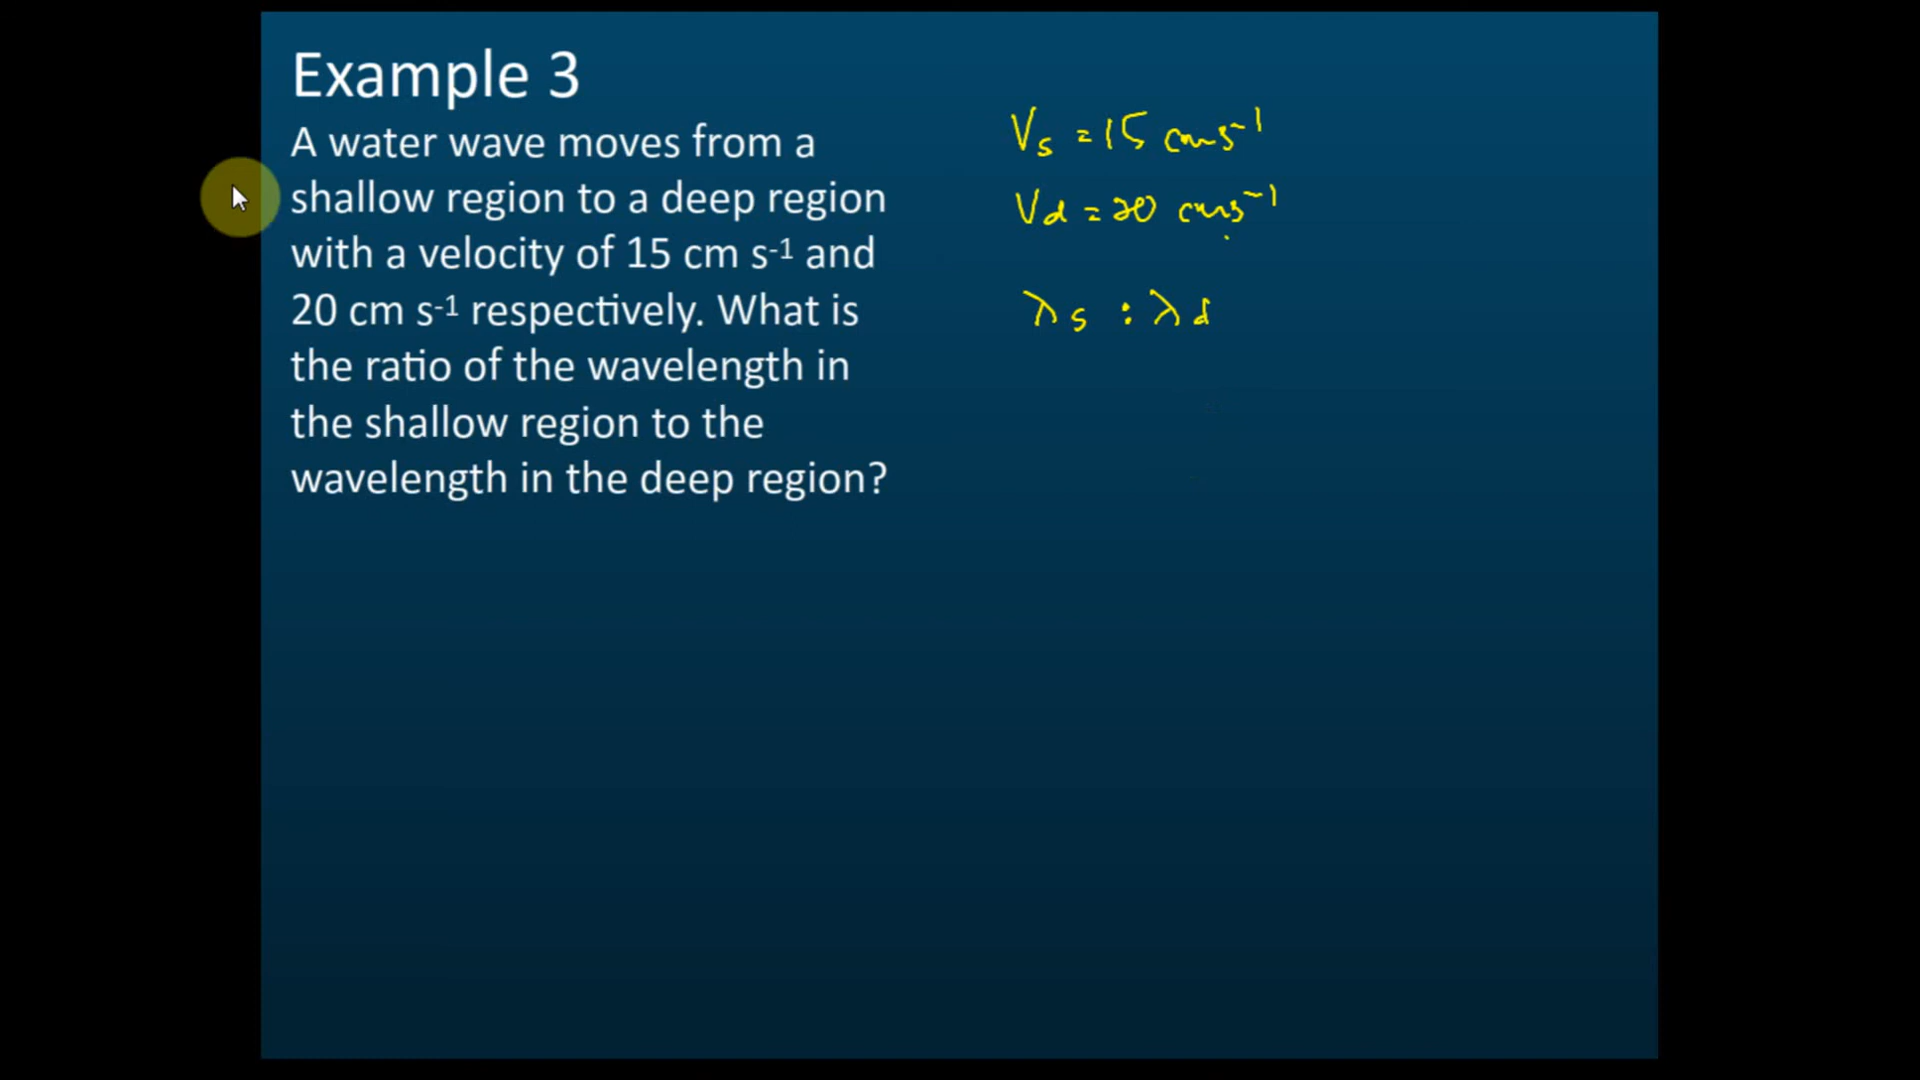 Example 3
A water wave moves from a
shallow region to a deep region
with a velocity of 15 cm s⁻¹ and
20 cm s⁻¹ respectively. What is
the ratio of the wavelength in
the shallow region to the
wavelength in the deep region?
Vs = 15 cms⁻¹
Vd = 20 cms⁻¹
λs : λd